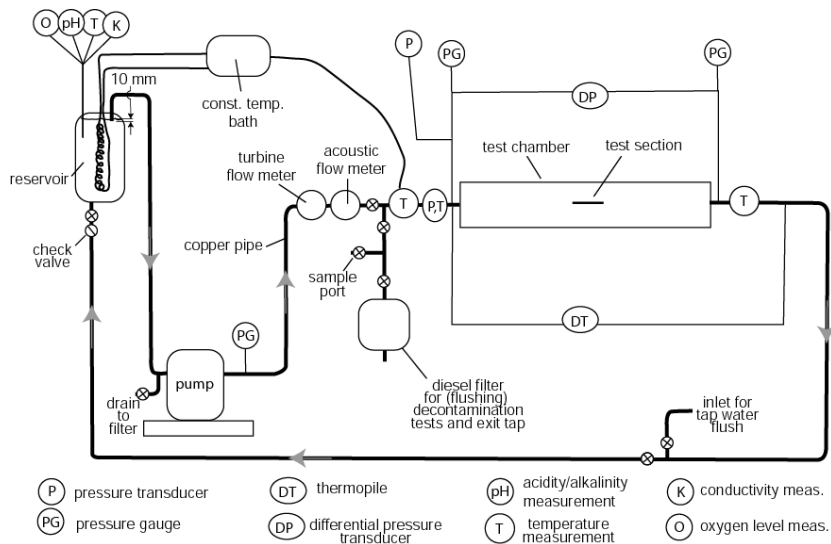 O pH T K
10 mm
const. temp.
bath
reservoir
check
valve
turbine
flow meter
acoustic
flow meter
copper pipe
sample
port
T
P,T
P
PG
PG
DP
test chamber
test section
T
DT
PG
pump
drain
to
filter
diesel filter
for (flushing)
decontamination
tests and exit tap
inlet for
tap water
flush
P pressure transducer
PG pressure gauge
DT thermopile
DP differential pressure
transducer
pH acidity/alkalinity
measurement
T temperature
measurement
K conductivity meas.
O oxygen level meas.